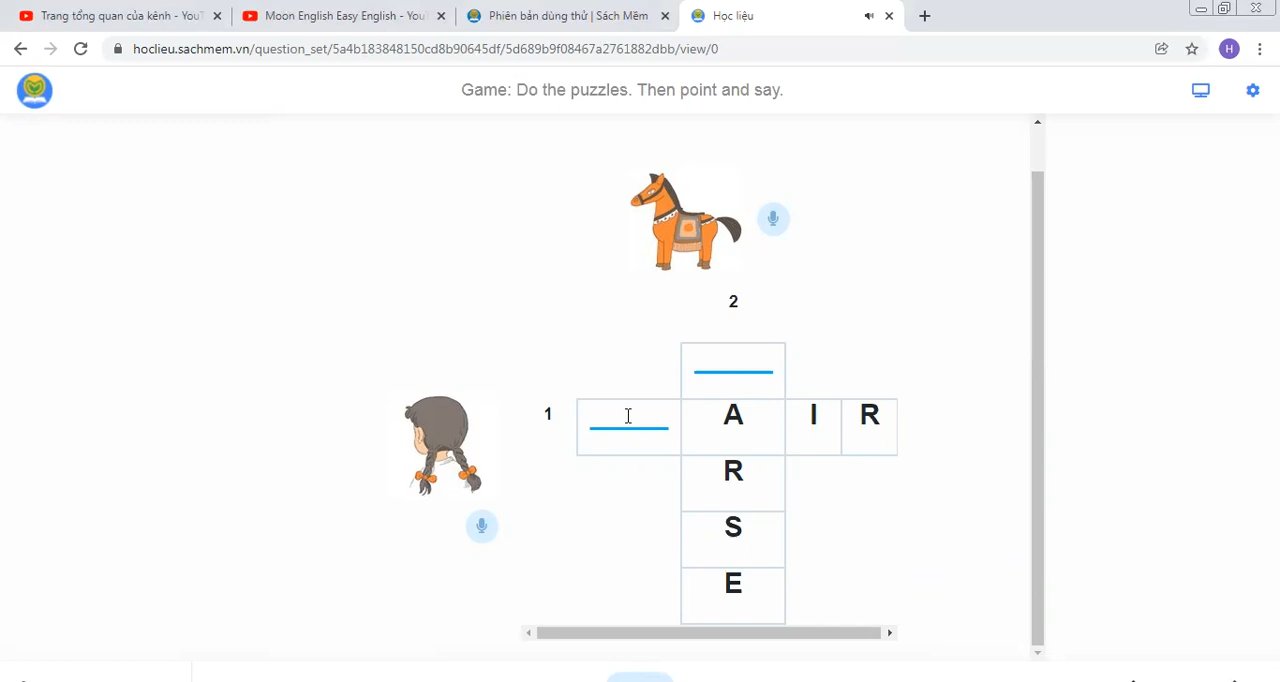 Trang tổng quan của kênh - YouT
Moon English Easy English - You
Phiên bản dùng thử | Sách Mềm
Học liệu
hoclieu.sachmem.vn/question_set/5a4b183848150cd8b90645df/5d689b9f08467a2761882dbb/view/0
H
Game: Do the puzzles. Then point and say.
2
1
A I R
R
S
E